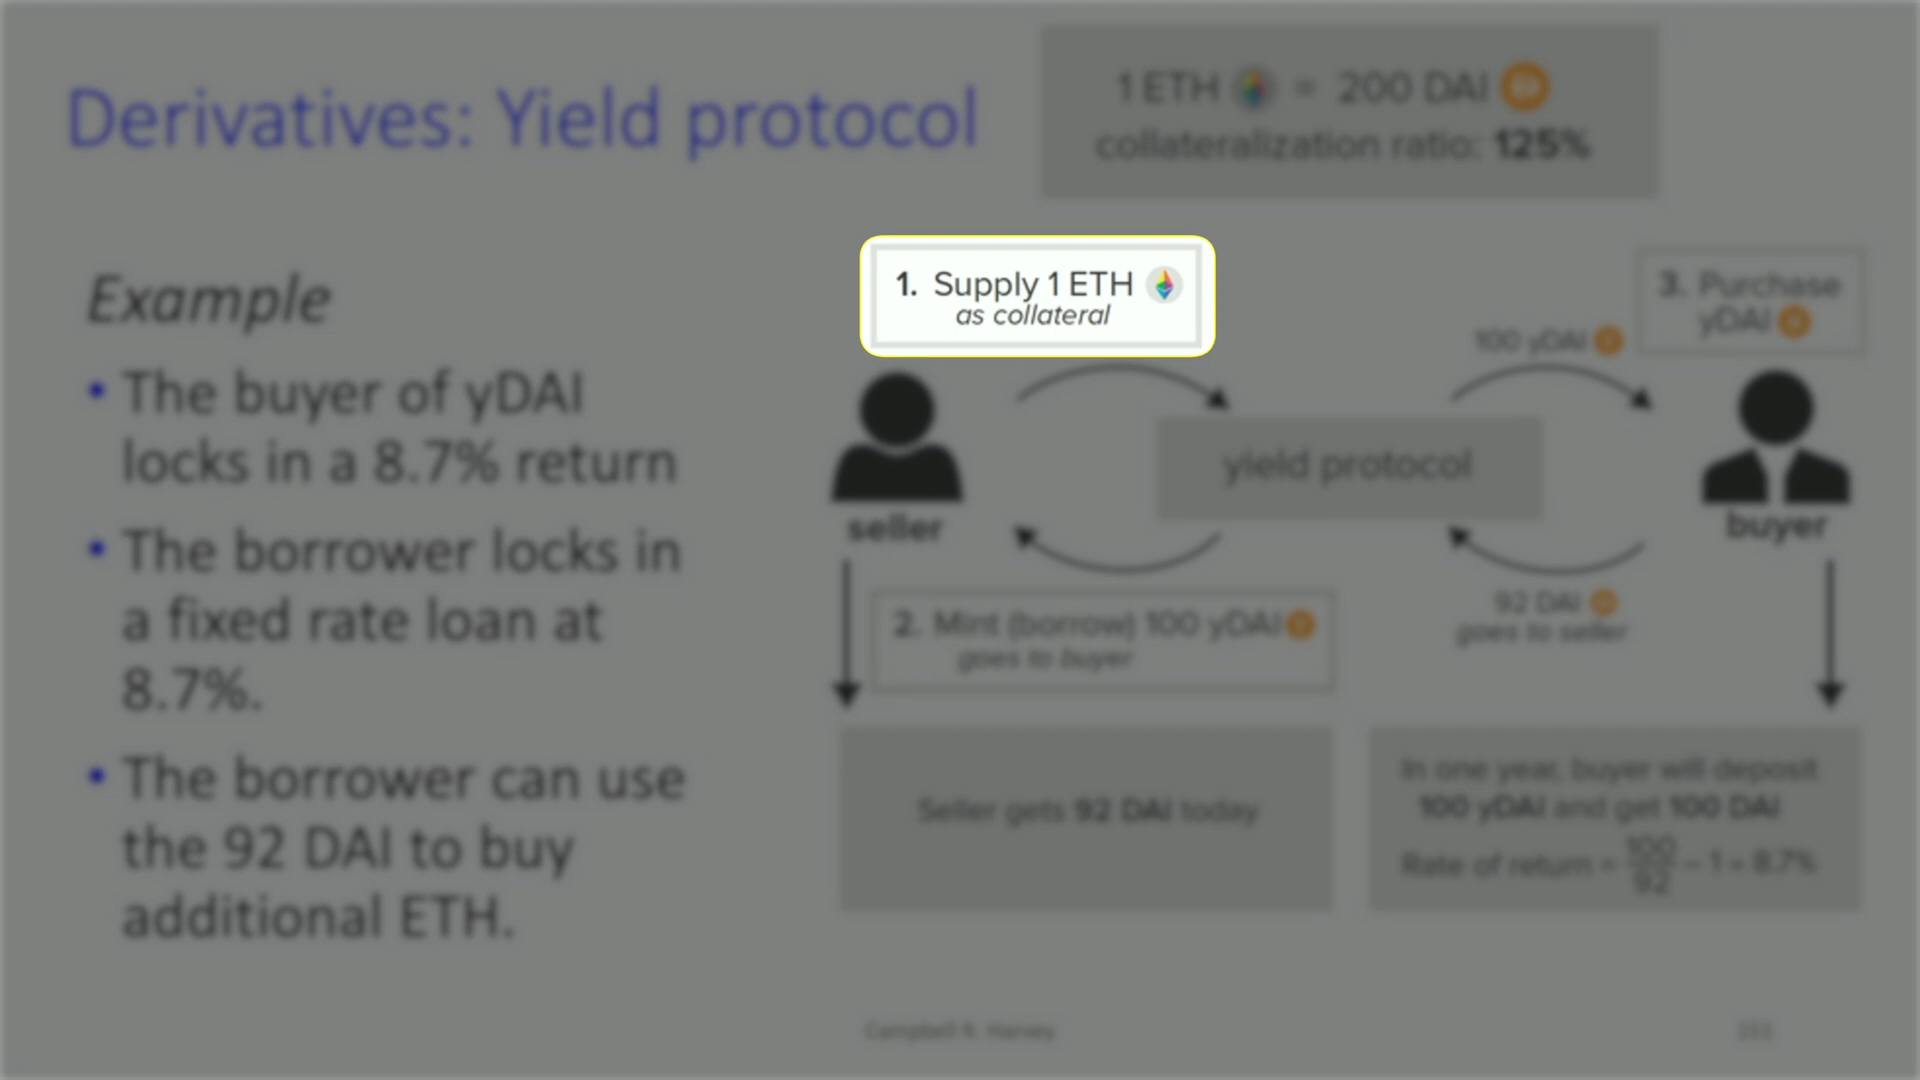 Derivatives: Yield protocol
1 ETH = 200 DAI
collateralization ratio: 125%
Example
• The buyer of yDAI
locks in a 8.7% return
• The borrower locks in
a fixed rate loan at
8.7%.
• The borrower can use
the 92 DAI to buy
additional ETH.
1. Supply 1 ETH
as collateral
100 yDAI
3. Purchase
yDAI
yield protocol
seller
buyer
2. Mint (borrow) 100 yDAI
goes to buyer
92 DAI
goes to seller
Seller gets 92 DAI today
In one year, buyer will deposit
100 yDAI and get 100 DAI
Rate of return = 100/92 − 1 = 8.7%
Campbell R. Harvey
151